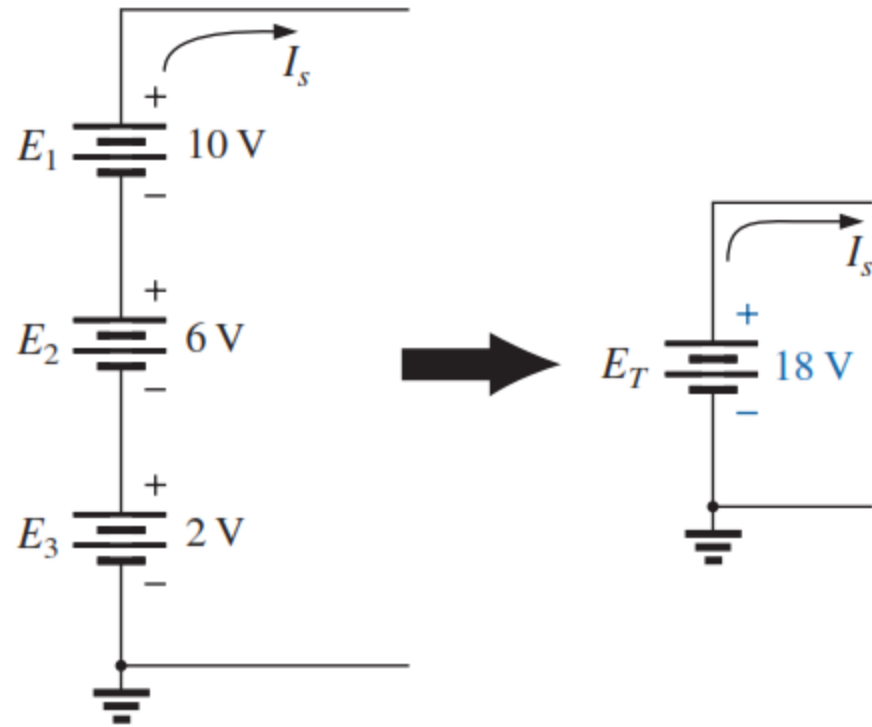 I_s
+
E_1 10 V
−
+
E_2 6 V
−
+
E_3 2 V
−
I_s
+
E_T 18 V
−